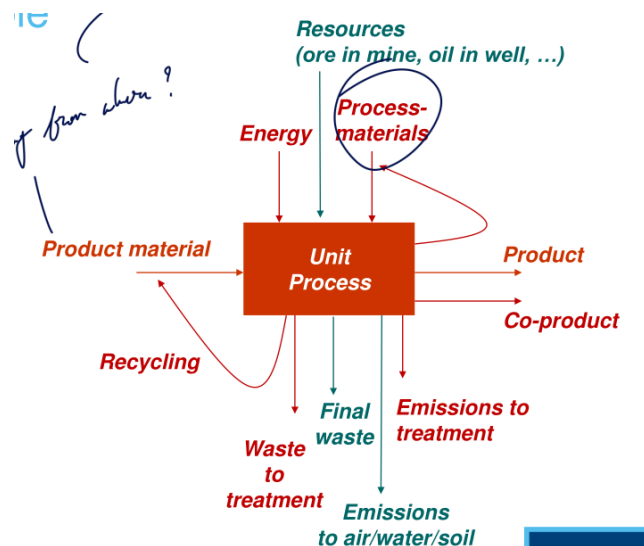 Resources
(ore in mine, oil in well, ...)
from where?
Process-
materials
Energy
Product material
Unit
Process
Product
Co-product
Recycling
Final
waste
Emissions to
treatment
Waste
to
treatment
Emissions
to air/water/soil